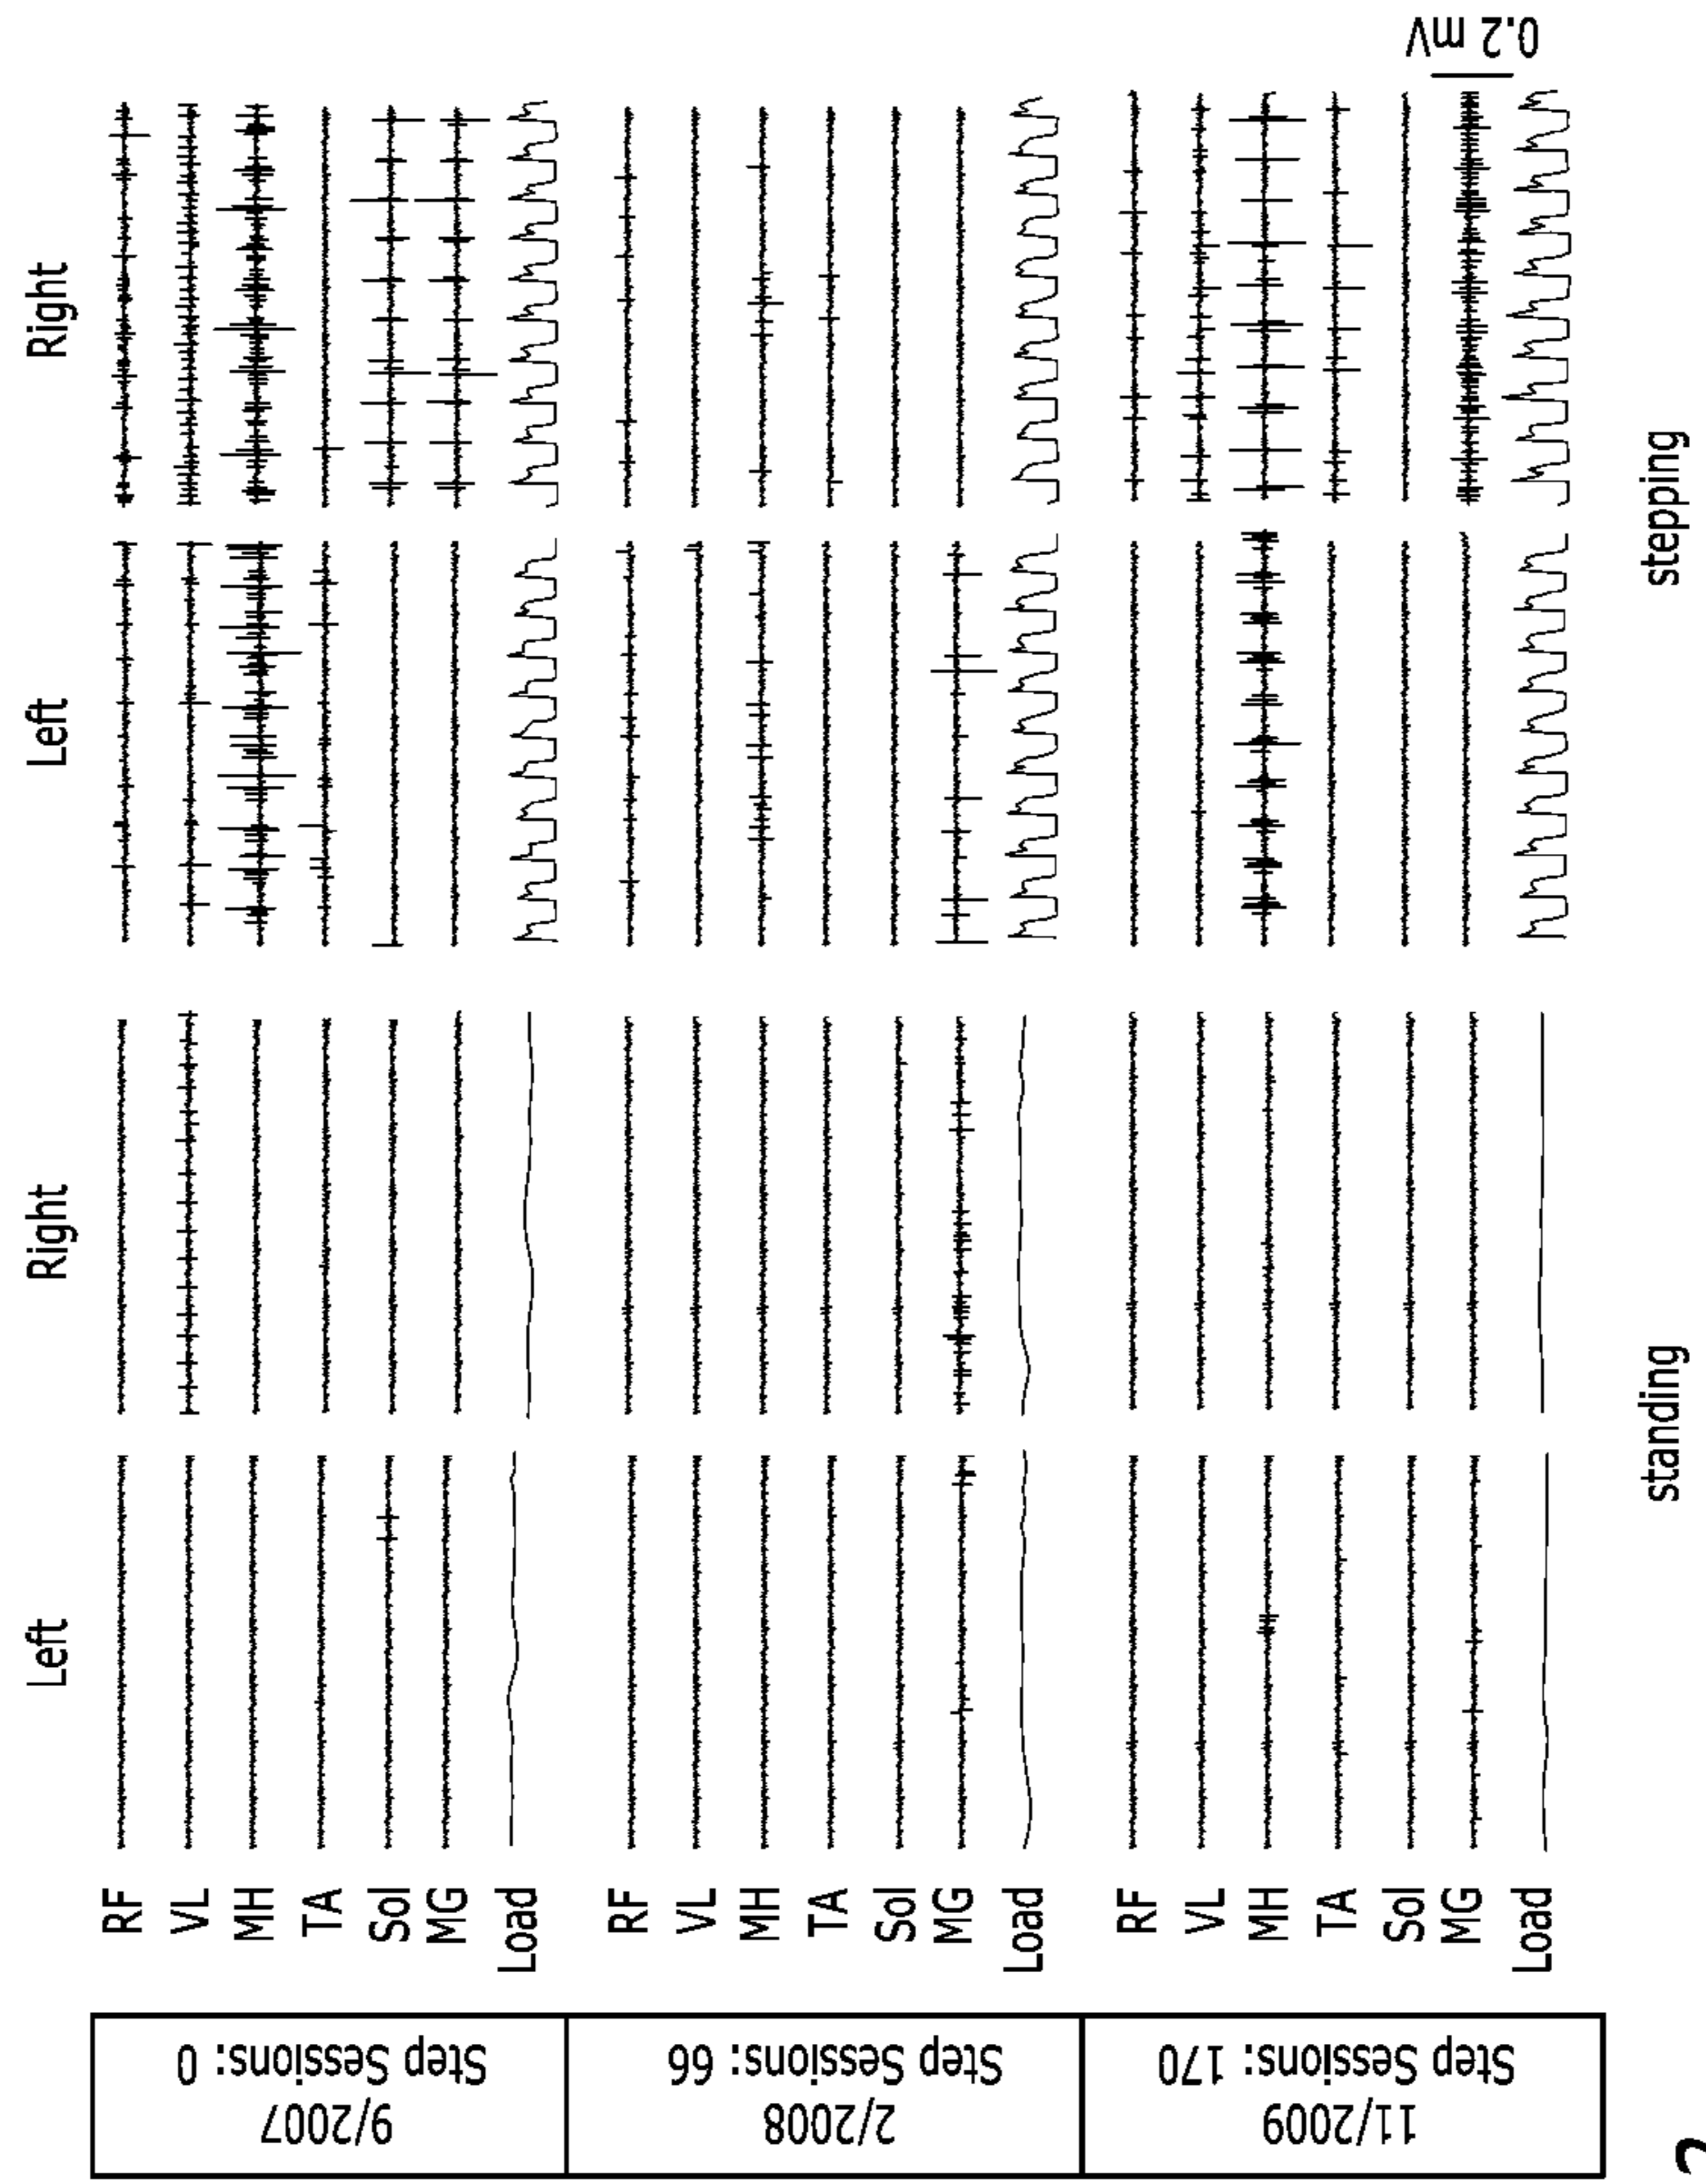 Left
Right
Left
Right
9/2007
Step Sessions: 0
RF
VL
MH
TA
Sol
MG
Load
2/2008
Step Sessions: 66
RF
VL
MH
TA
Sol
MG
Load
11/2009
Step Sessions: 170
RF
VL
MH
TA
Sol
MG
Load
0.2 mV
standing
stepping